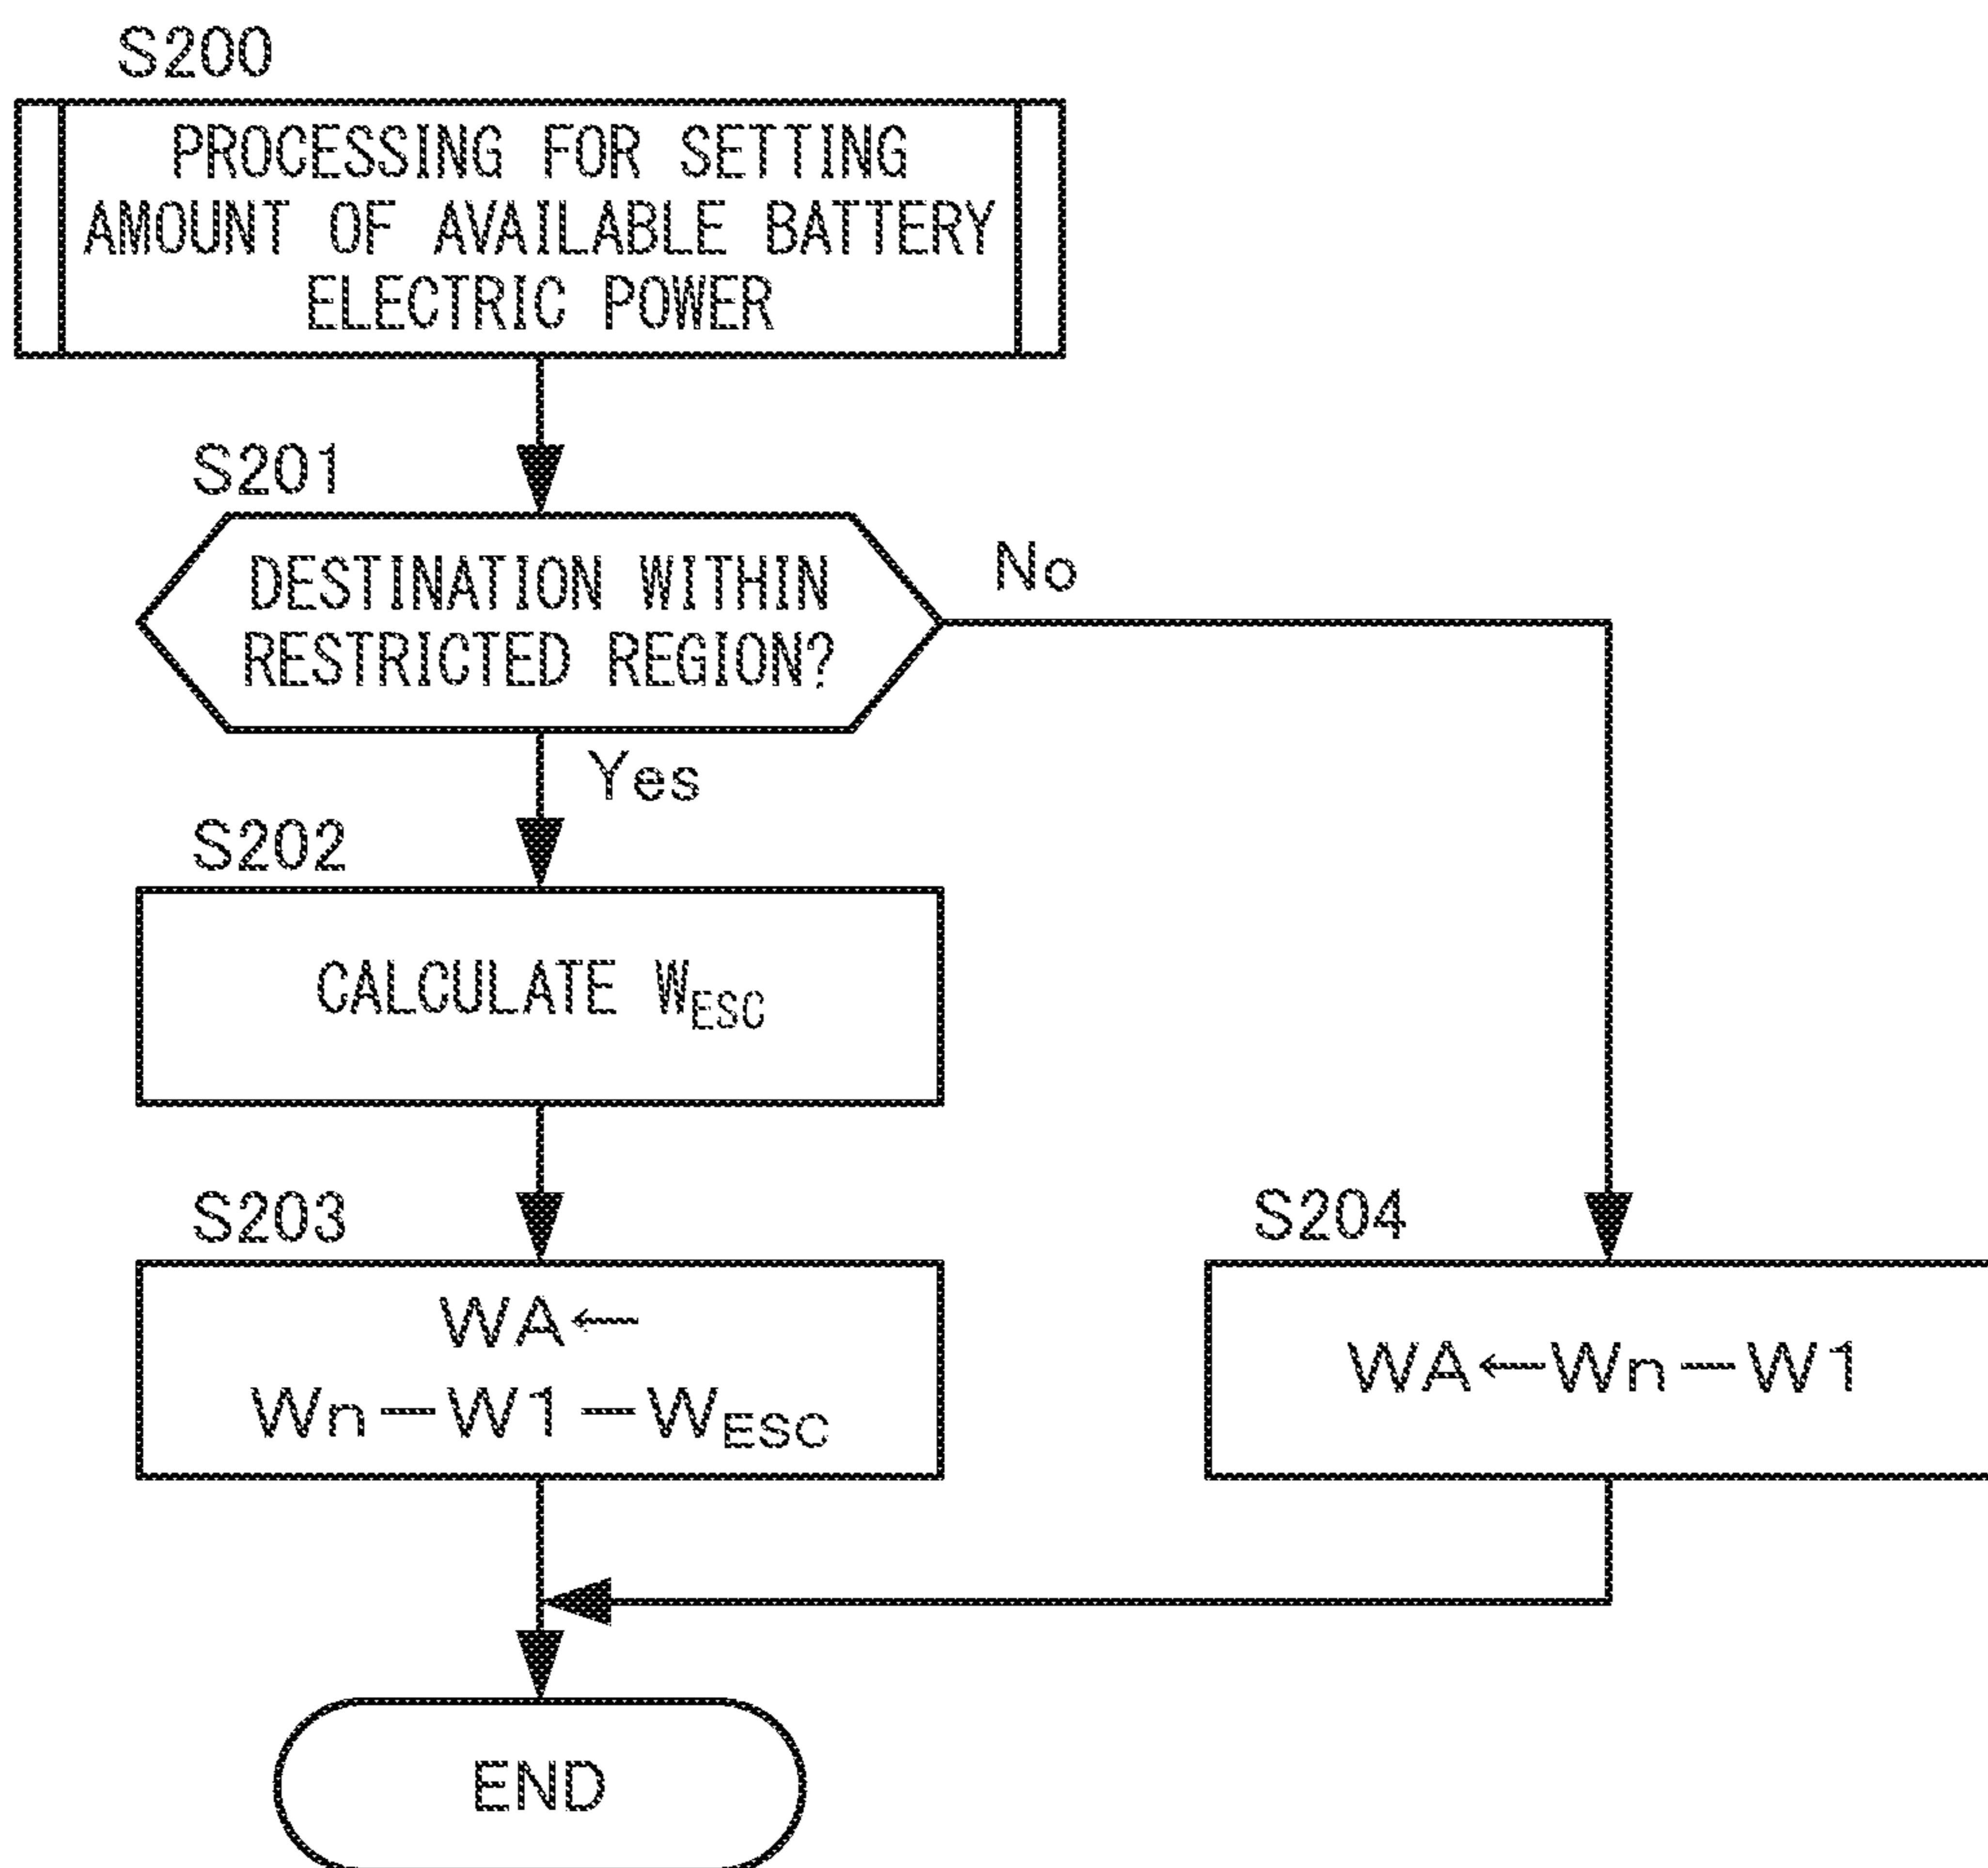 S200
PROCESSING FOR SETTING
AMOUNT OF AVAILABLE BATTERY
ELECTRIC POWER
S201
DESTINATION WITHIN
RESTRICTED REGION?
No
Yes
S202
CALCULATE W_ESC
S203
WA←
Wn－W1－W_ESC
S204
WA←Wn－W1
END